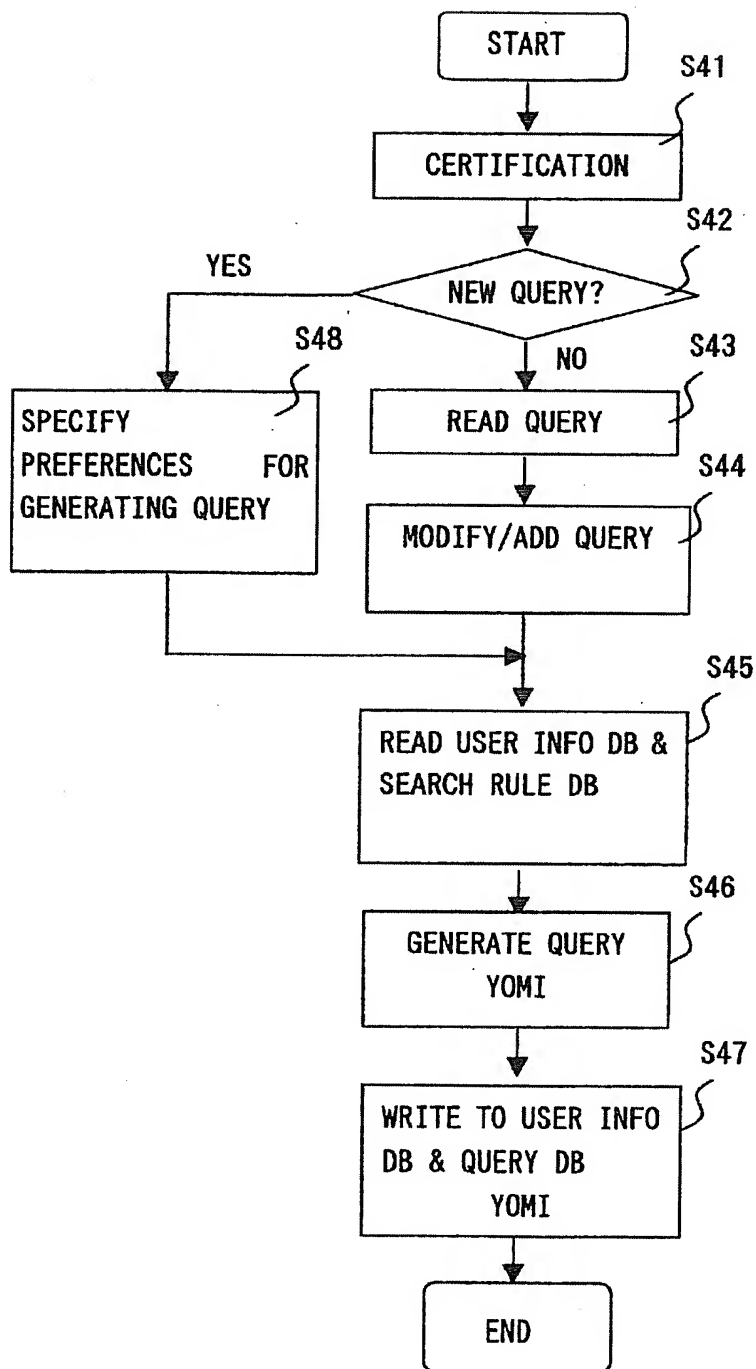 START
S41
CERTIFICATION
S42
YES
NEW QUERY?
S48
NO
S43
SPECIFY
PREFERENCES FOR
GENERATING QUERY
READ QUERY
S44
MODIFY/ADD QUERY
S45
READ USER INFO DB &
SEARCH RULE DB
S46
GENERATE QUERY
YOMI
S47
WRITE TO USER INFO
DB & QUERY DB
YOMI
END